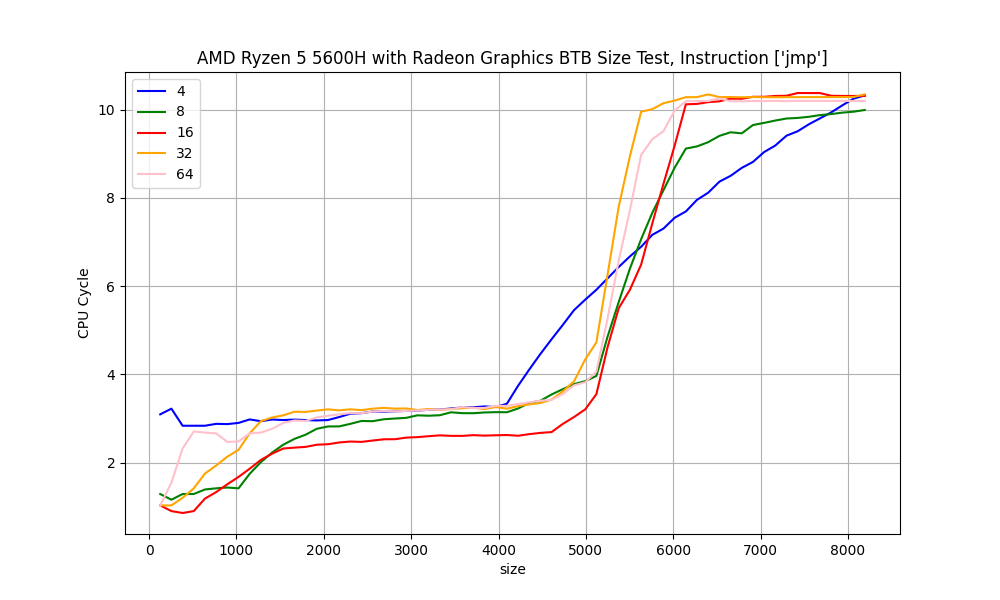 AMD Ryzen 5 5600H with Radeon Graphics BTB Size Test, Instruction ['jmp']
4
8
16
32
64
10
8
6
4
2
CPU Cycle
0 1000 2000 3000 4000 5000 6000 7000 8000
size